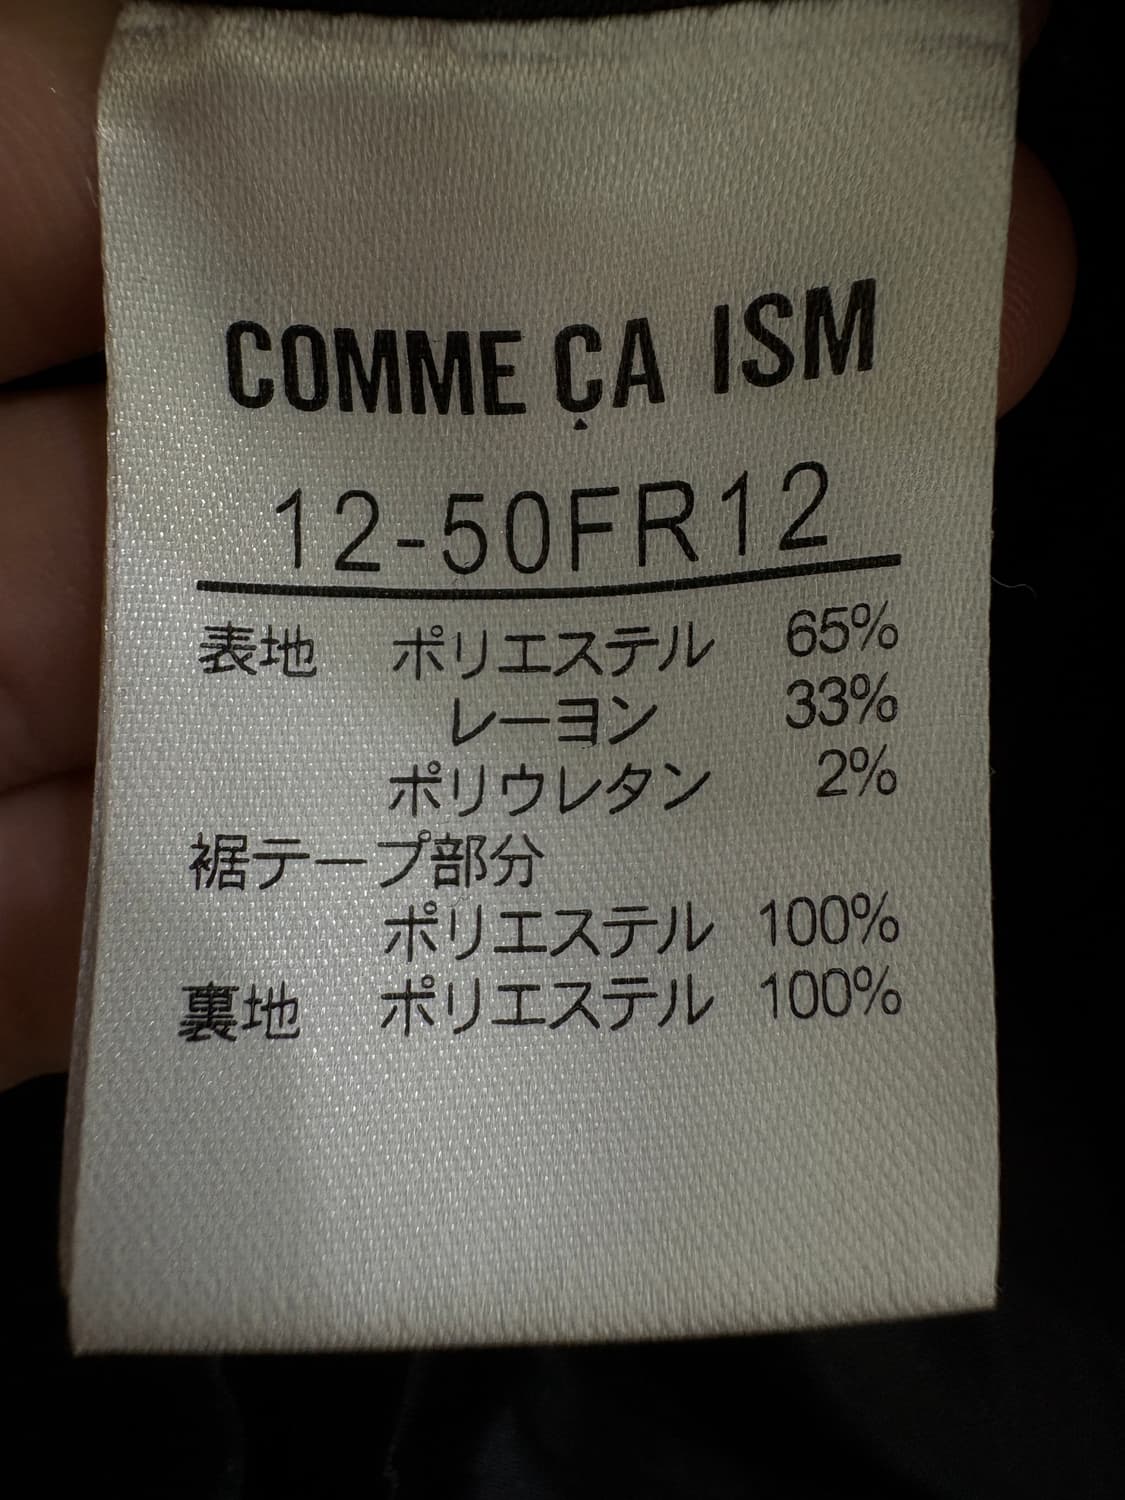 COMME ÇA ISM
12-50FR12
表地 ポリエステル 65%
レーヨン 33%
ポリウレタン 2%
裾テープ部分
ポリエステル 100%
裏地 ポリエステル 100%